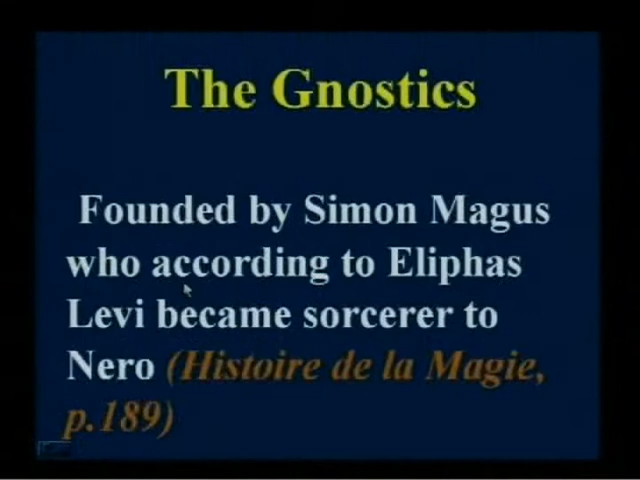 The Gnostics
Founded by Simon Magus
who according to Eliphas
Levi became sorcerer to
Nero (Histoire de la Magie,
p.189)